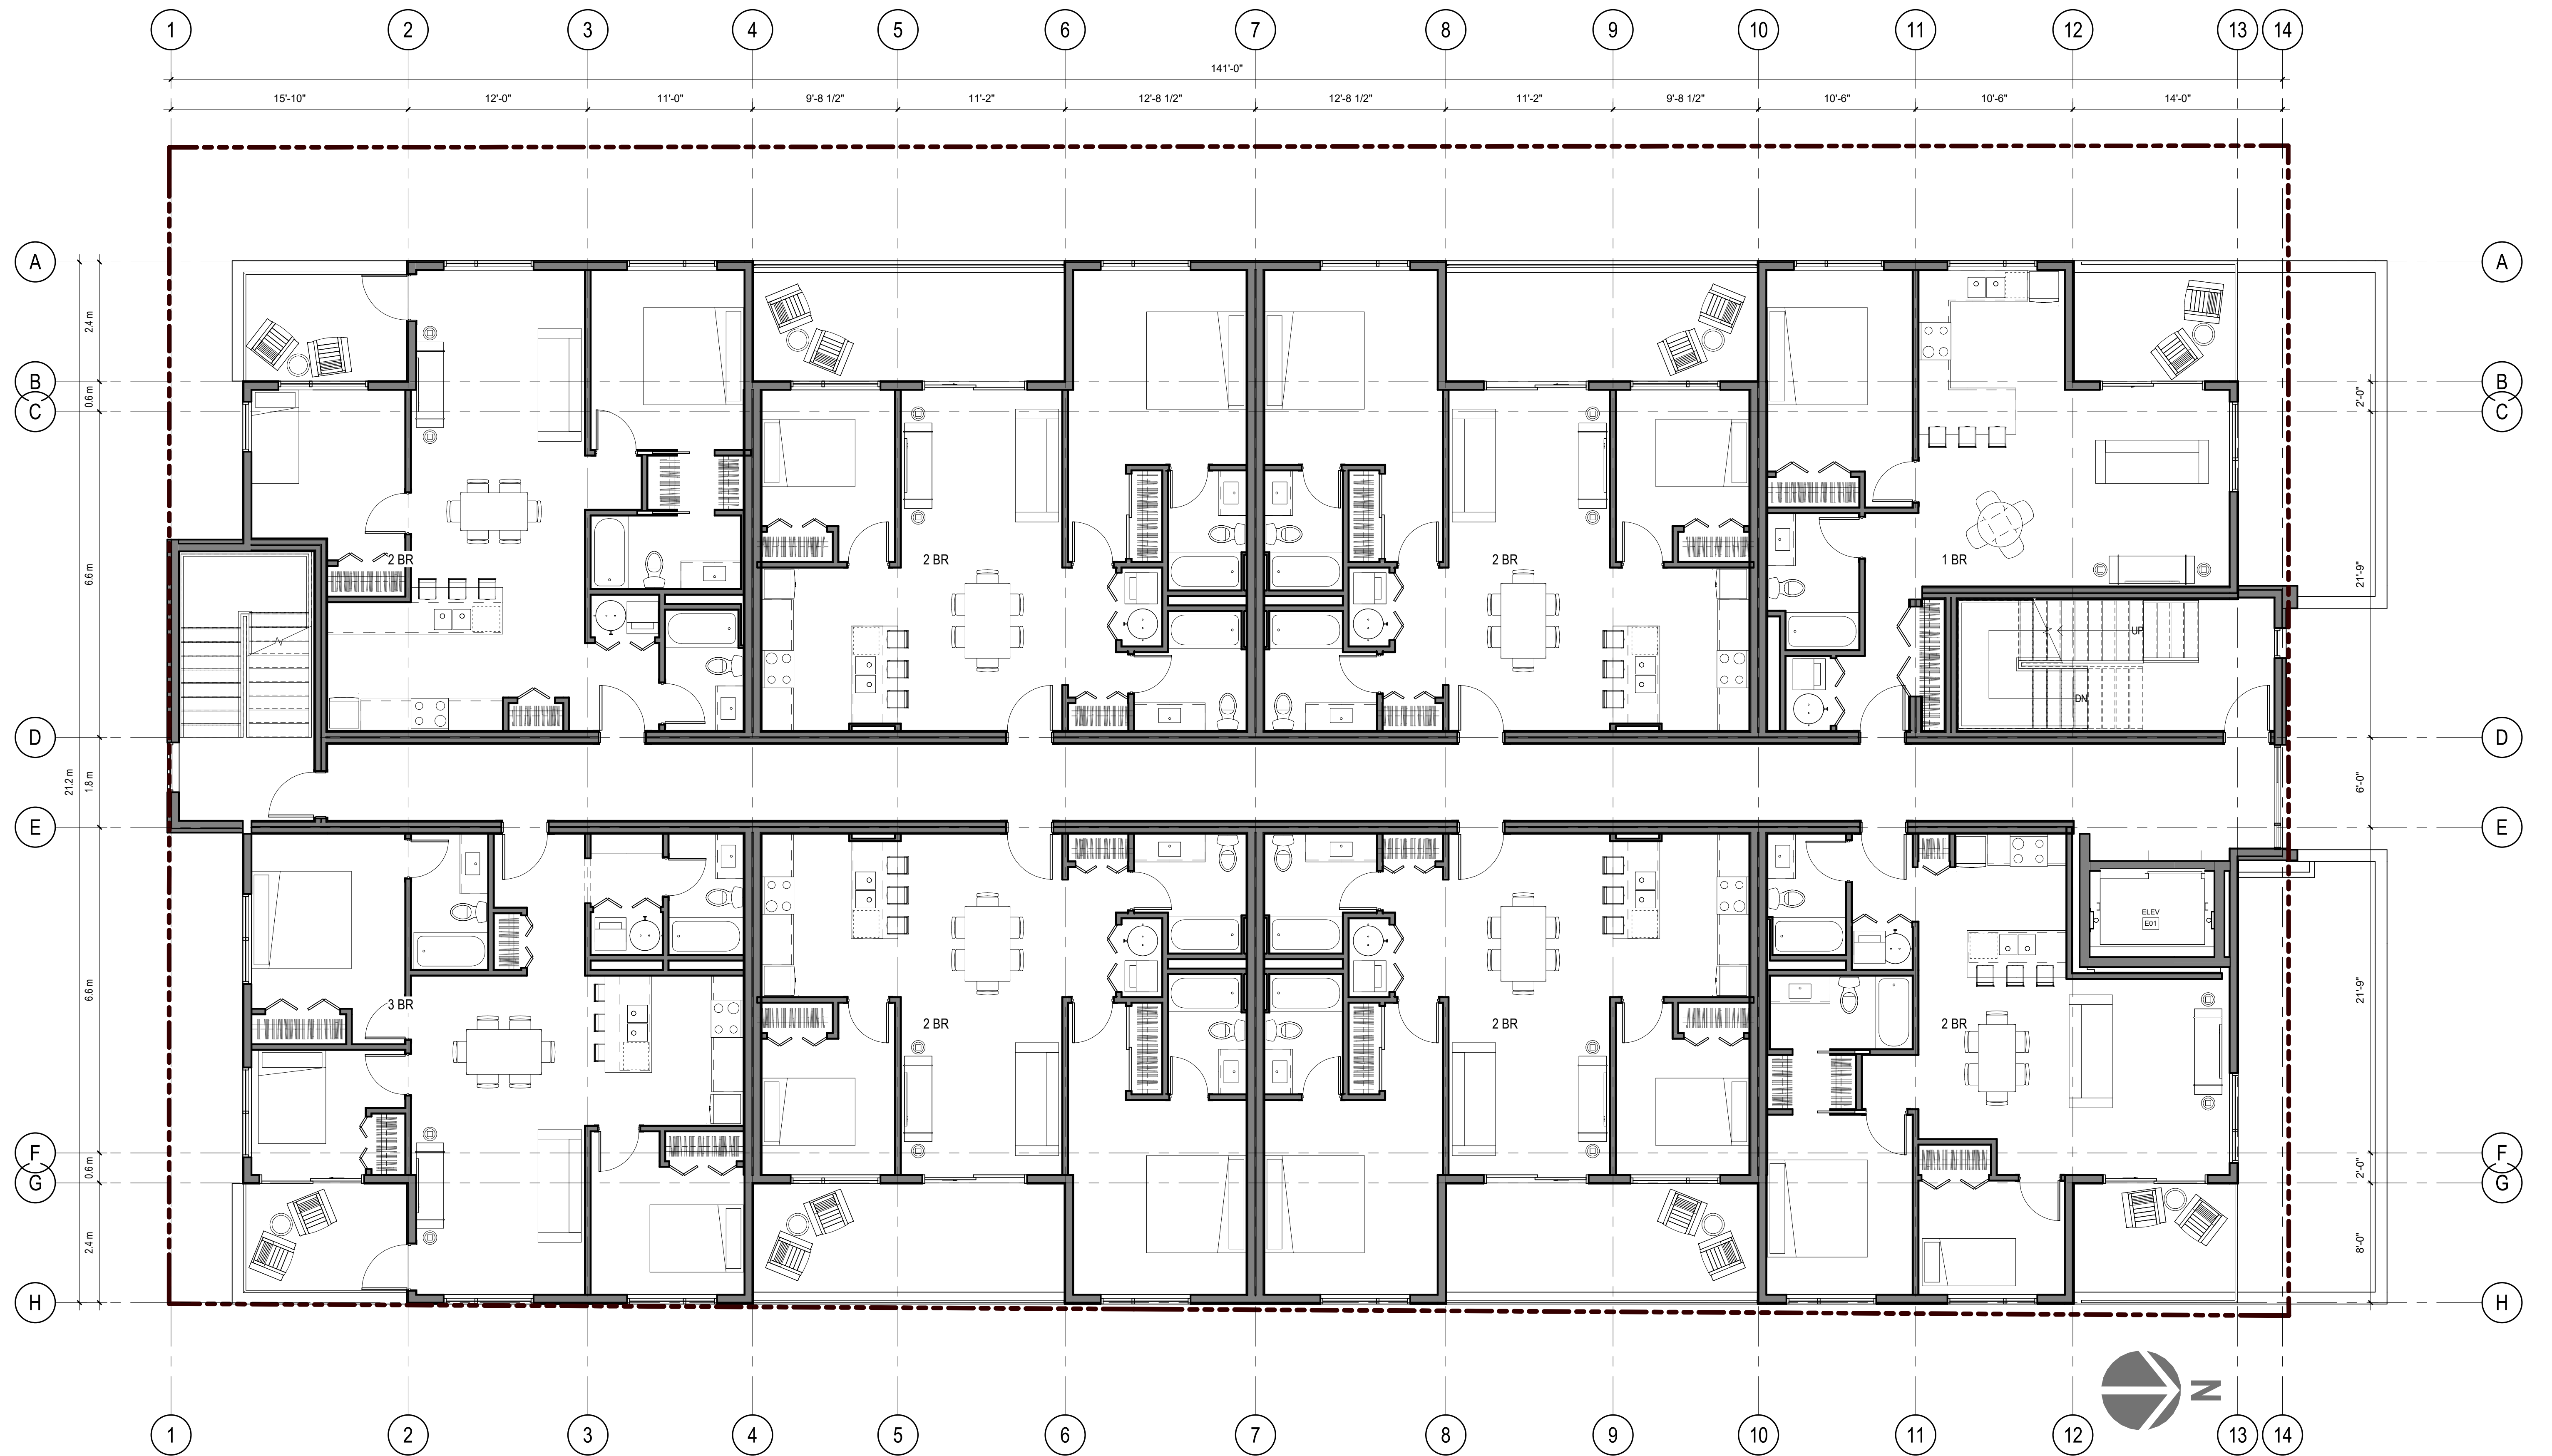 1 2 3 4 5 6 7 8 9 10 11 12 13 14
141'-0"
15'-10" 12'-0" 11'-0" 9'-8 1/2" 11'-2" 12'-8 1/2" 12'-8 1/2" 11'-2" 9'-8 1/2" 10'-6" 10'-6" 14'-0"
A A
2.4 m
B B
0.6 m 2'-0"
C C
2 BR 2 BR 2 BR 1 BR
6.6 m 21'-9"
UP
DN
D D
21.2 m 1.8 m 6'-0"
E E
ELEV
E01
6.6 m 21'-9"
3 BR 2 BR 2 BR 2 BR
F F
0.6 m 2'-0"
G G
2.4 m 8'-0"
H H
N
1 2 3 4 5 6 7 8 9 10 11 12 13 14